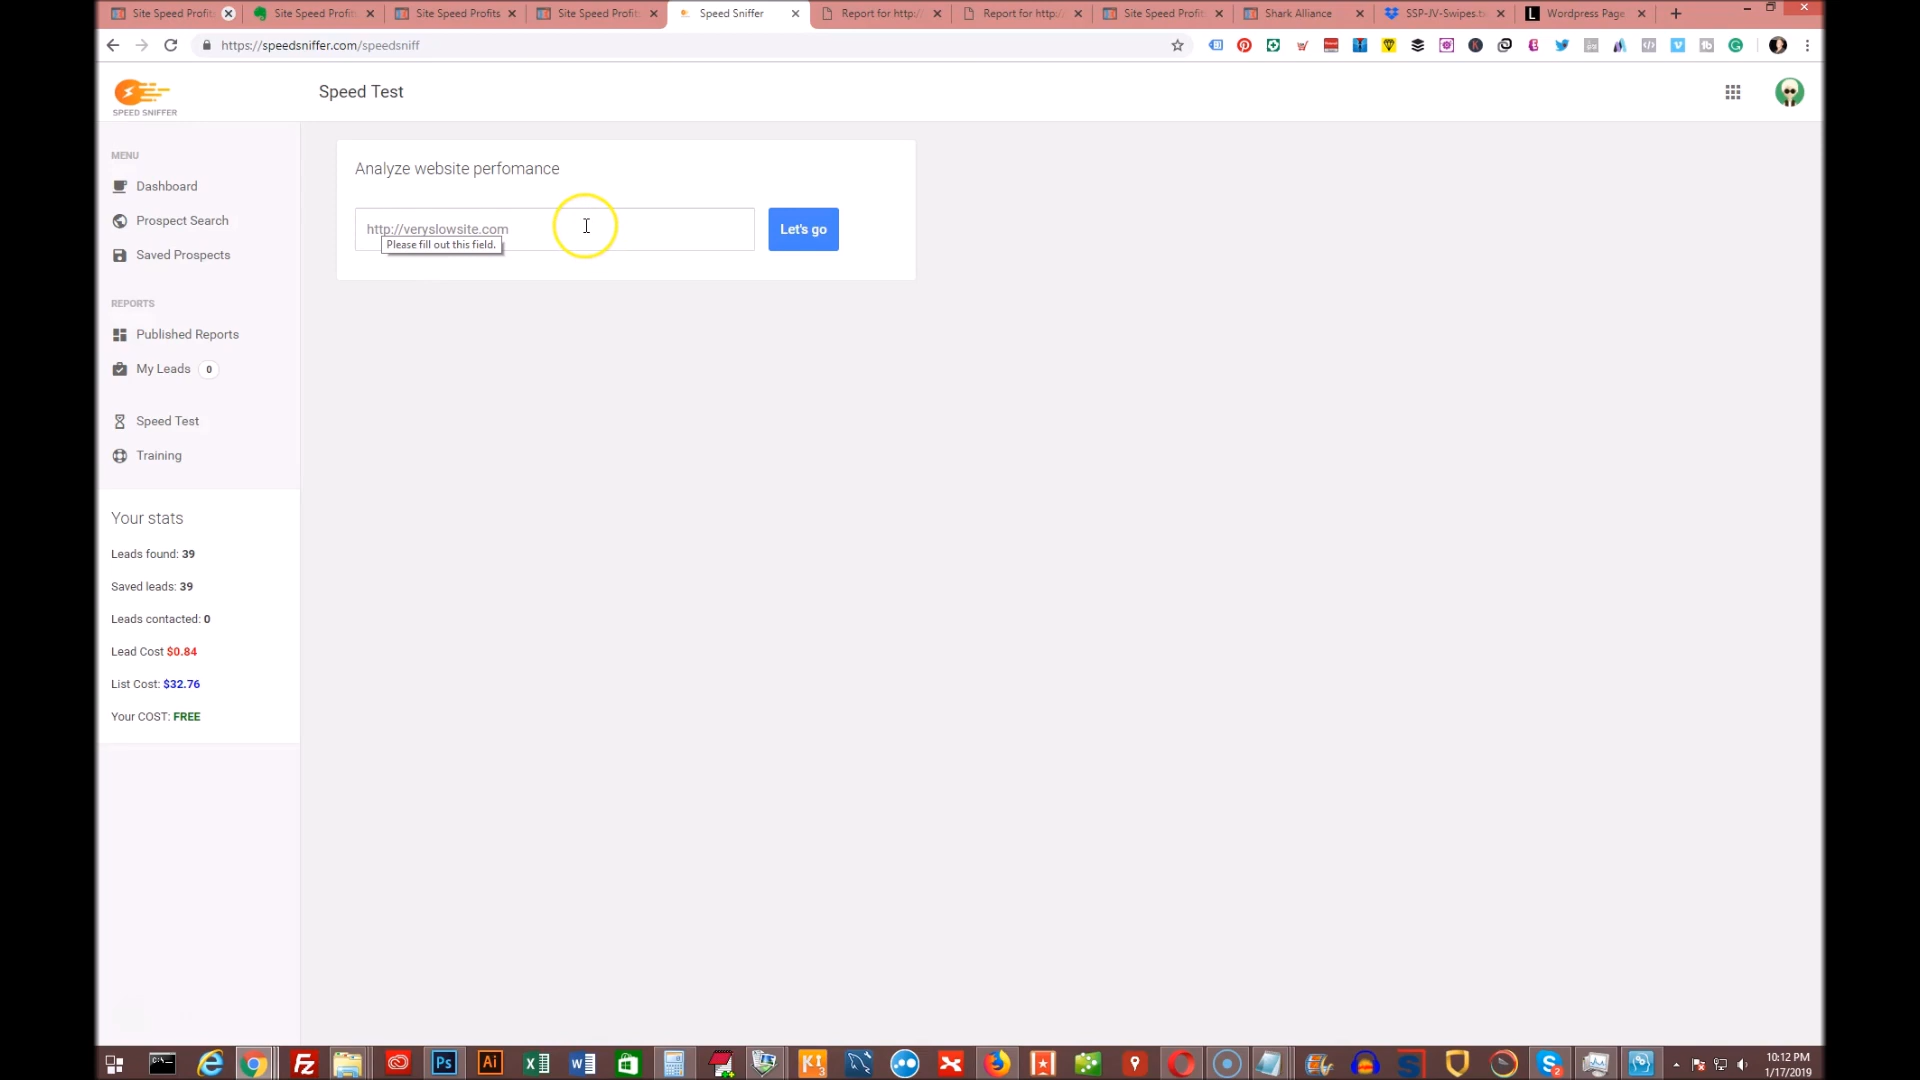 Site Speed Profit
Site Speed Profit
Site Speed Profits
Site Speed Profit
Speed Sniffer
Report for http:/
Report for http:/
Site Speed Profit
Shark Alliance
SSP-JV-Swipes.tx
Wordpress Page
https://speedsniffer.com/speedsniff
SPEED SNIFFER
Speed Test
MENU
Dashboard
Prospect Search
Saved Prospects
REPORTS
Published Reports
My Leads 0
Speed Test
Training
Your stats
Leads found: 39
Saved leads: 39
Leads contacted: 0
Lead Cost $0.84
List Cost: $32.76
Your COST: FREE
Analyze website perfomance
http://veryslowsite.com
Let's go
Please fill out this field.
10:12 PM
1/17/2019